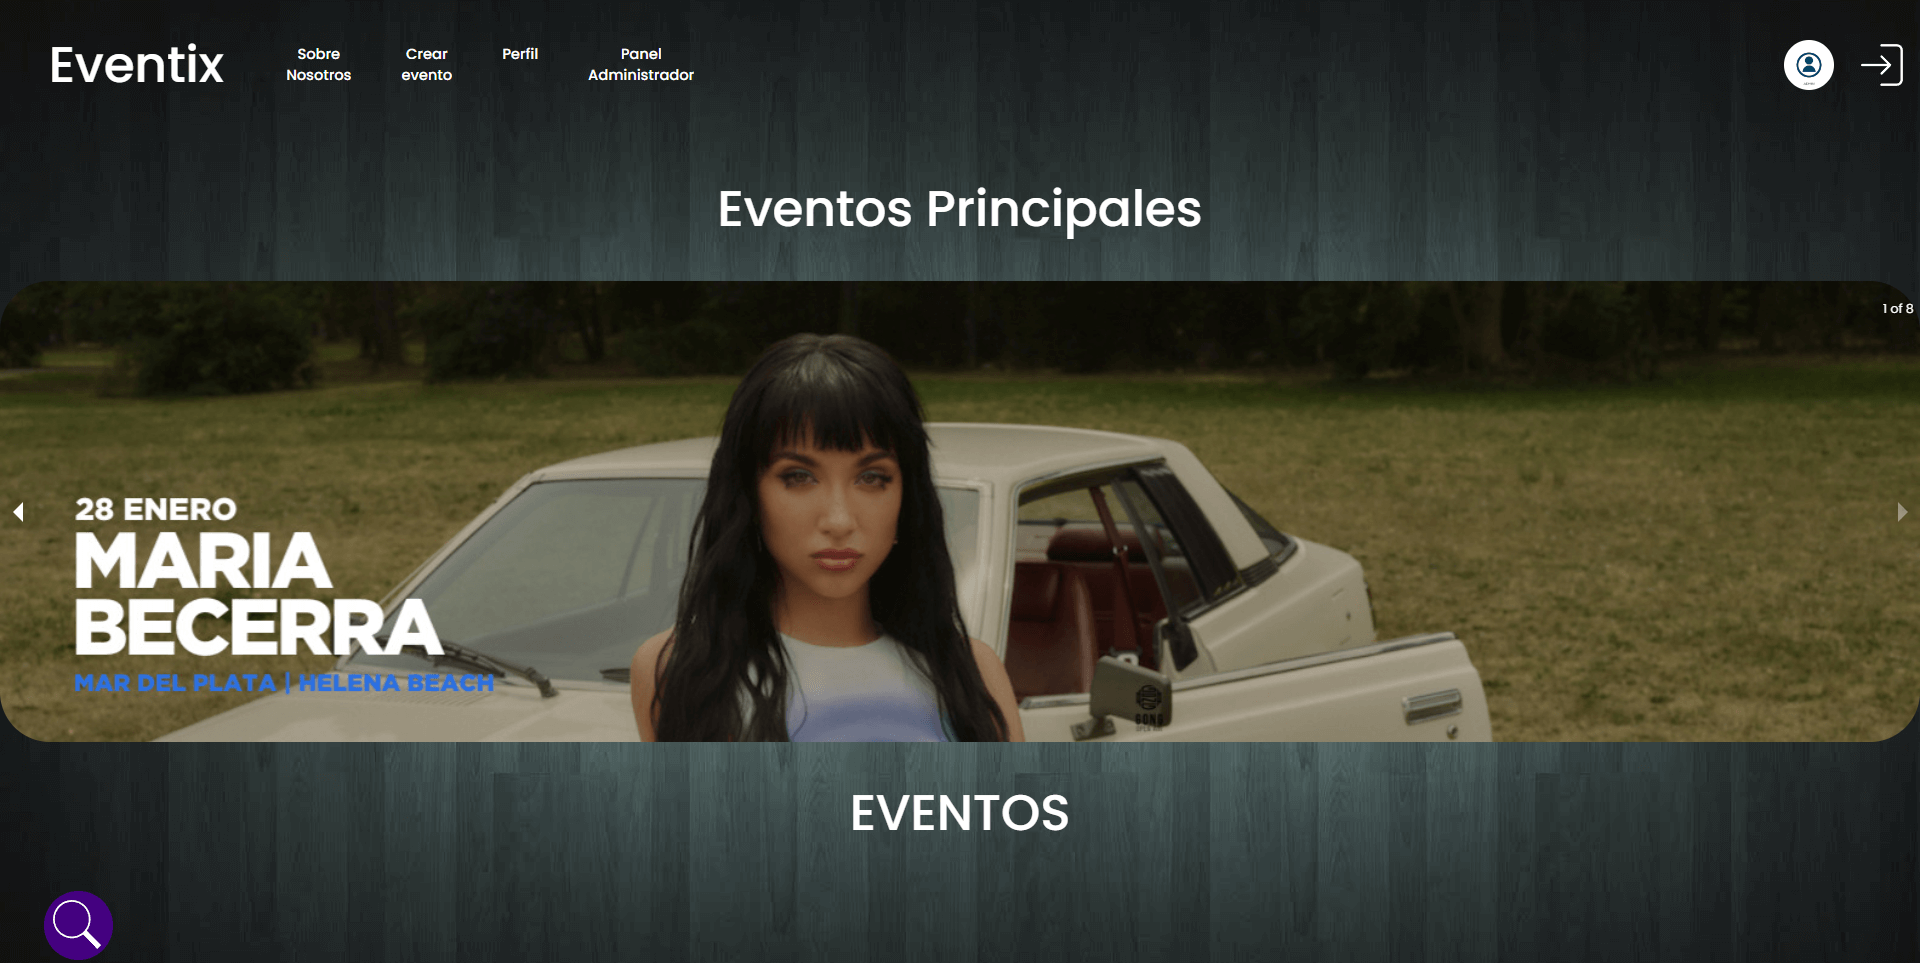 Eventix
Sobre
Nosotros
Crear
evento
Perfil
Panel
Administrador
Eventos Principales
1 of 8
28 ENERO
MARIA
BECERRA
MAR DEL PLATA | HELENA BEACH
EVENTOS